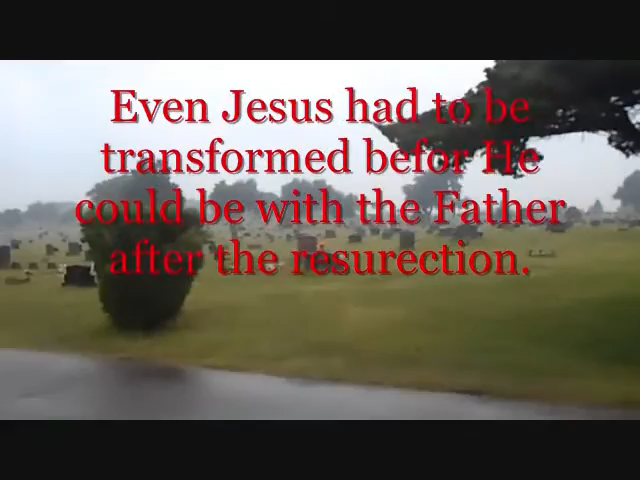 Even Jesus had to be
transformed befor He
could be with the Father
after the resurection.